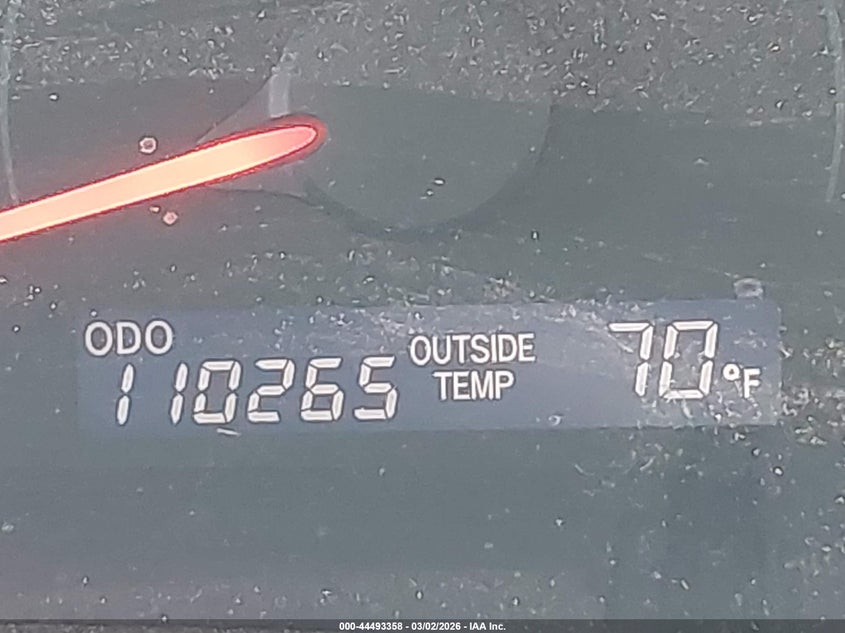 ODO
110265
OUTSIDE
TEMP
70°F
000-44493358 - 03/02/2026 - IAA Inc.